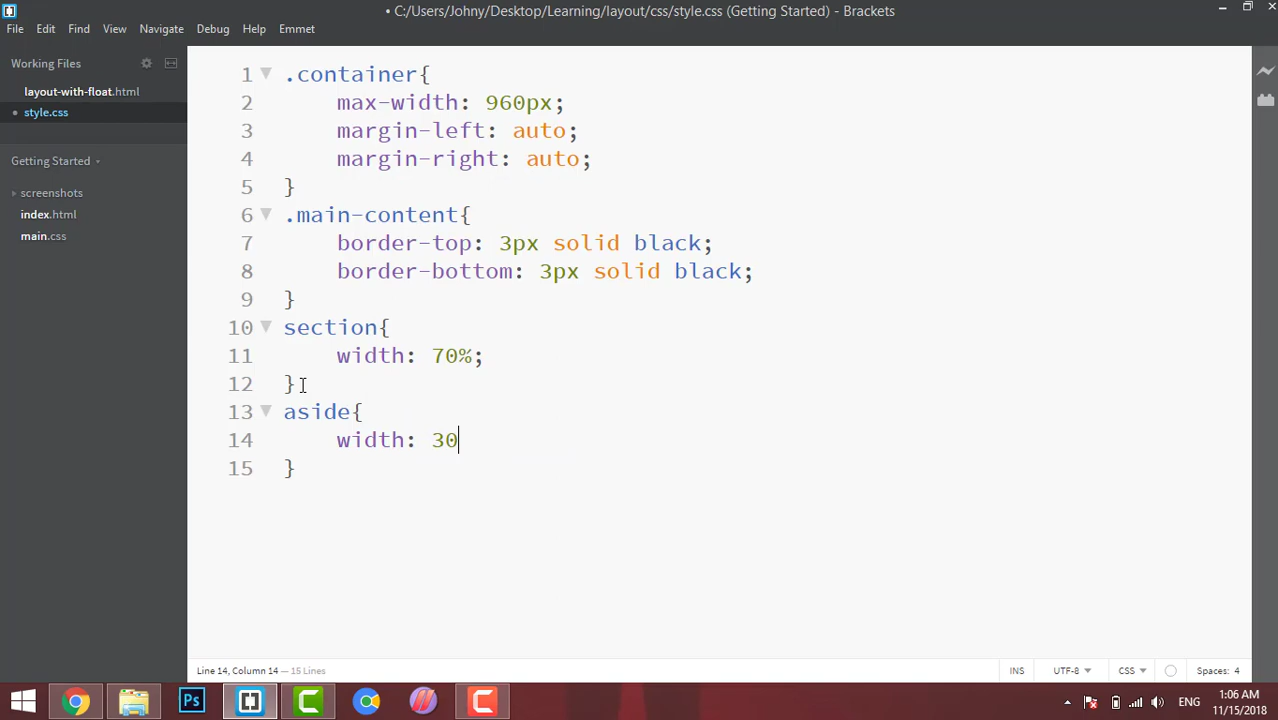 • C:/Users/Johny/Desktop/Learning/layout/css/style.css (Getting Started) - Brackets
File Edit Find View Navigate Debug Help Emmet
Working Files
layout-with-float.html
style.css
Getting Started
screenshots
index.html
main.css
1 .container{
2 max-width: 960px;
3 margin-left: auto;
4 margin-right: auto;
5 }
6 .main-content{
7 border-top: 3px solid black;
8 border-bottom: 3px solid black;
9 }
10 section{
11 width: 70%;
12 }
13 aside{
14 width: 30
15 }
Line 14, Column 14 — 15 Lines
INS UTF-8 CSS Spaces: 4
Ps
ENG
1:06 AM
11/15/2018